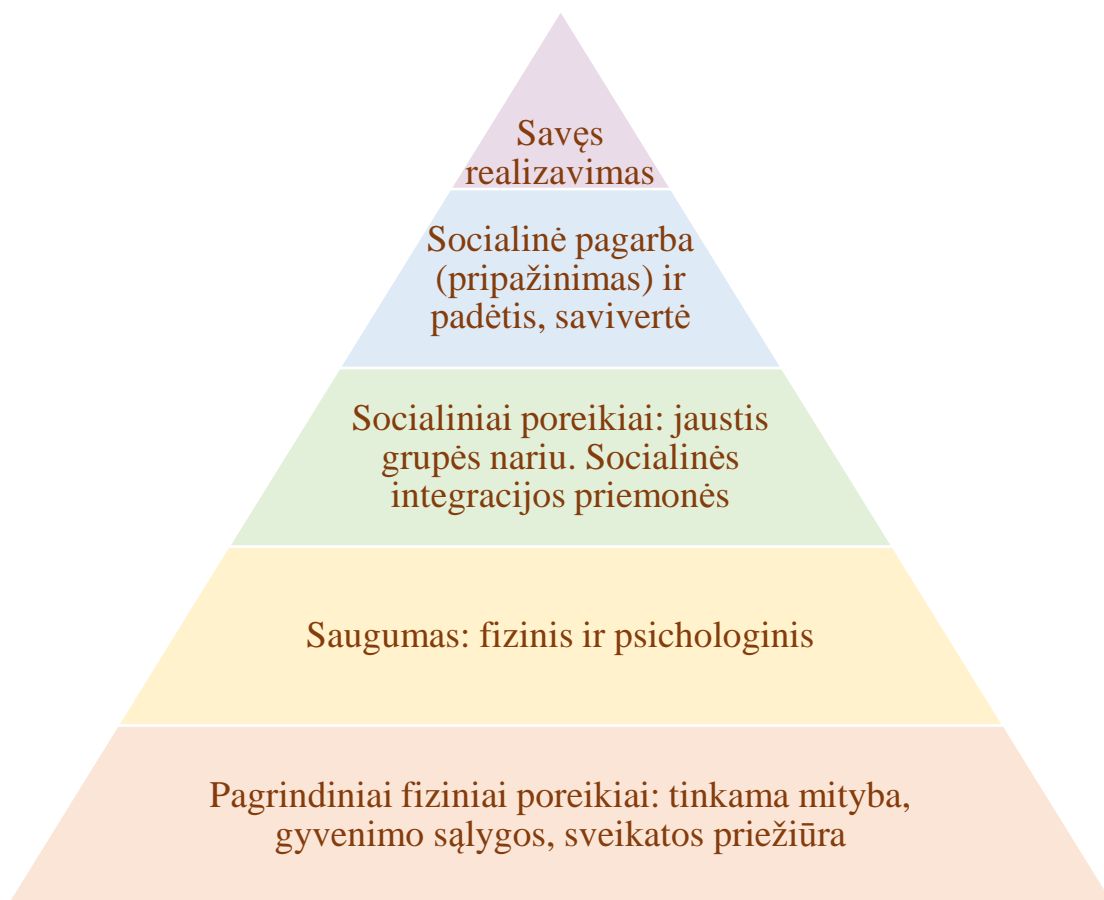 Savęs
realizavimas
Socialinė pagarba
(pripažinimas) ir
padėtis, savivertė
Socialiniai poreikiai: jaustis
grupės nariu. Socialinės
integracijos priemonės
Saugumas: fizinis ir psichologinis
Pagrindiniai fiziniai poreikiai: tinkama mityba,
gyvenimo sąlygos, sveikatos priežiūra